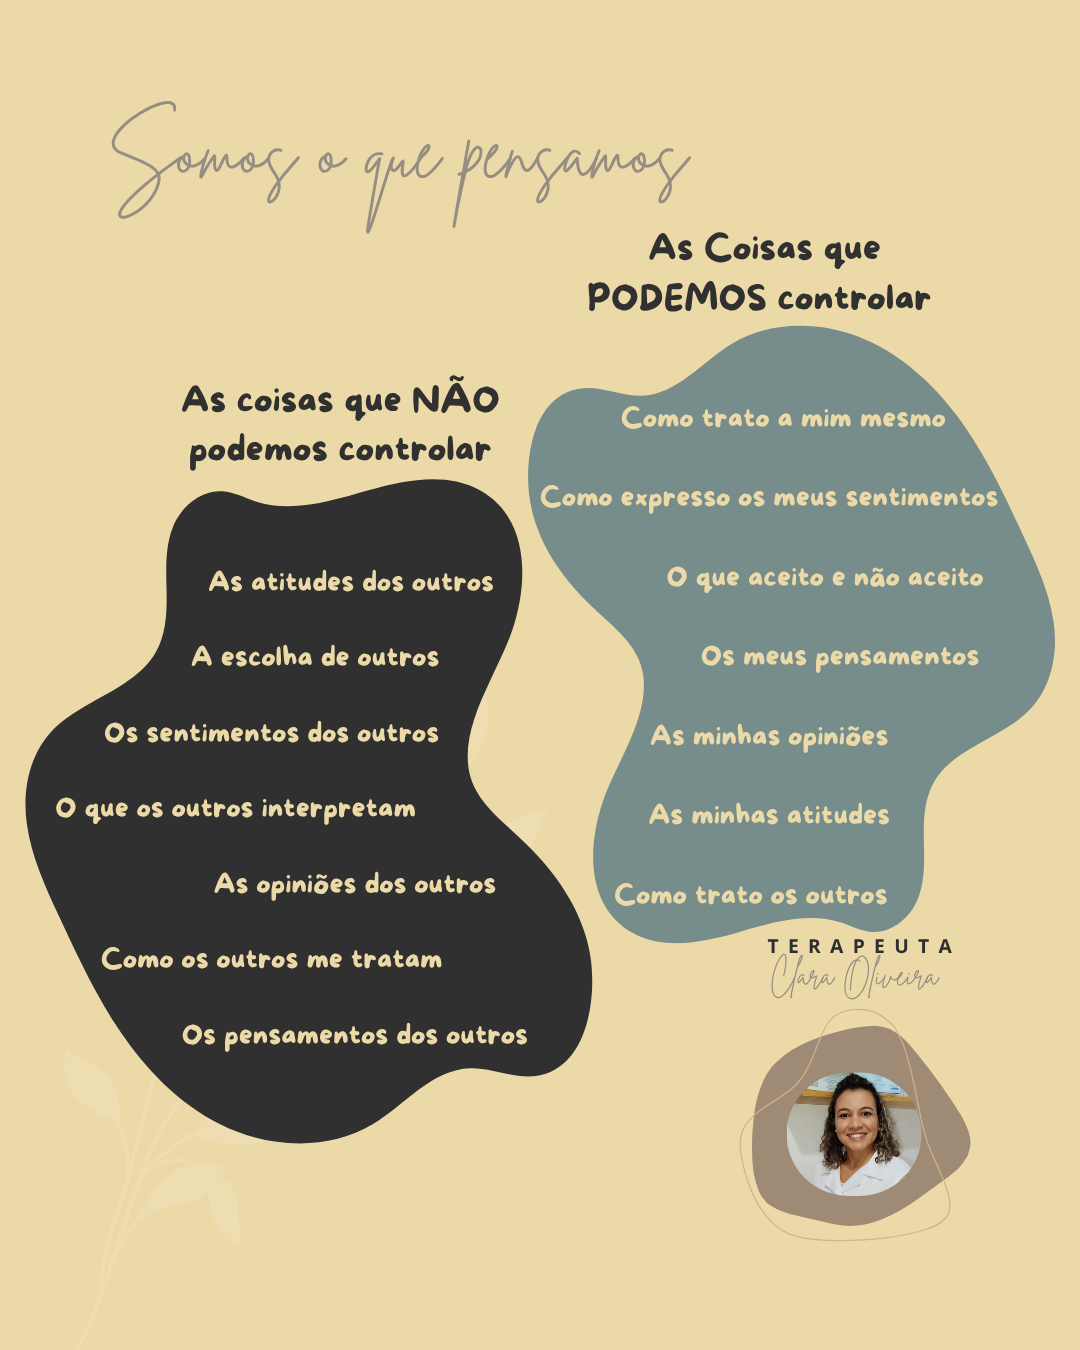 Somos o que pensamos
As Coisas que
PODEMOS controlar
Como trato a mim mesmo
Como expresso os meus sentimentos
O que aceito e não aceito
Os meus pensamentos
As minhas opiniões
As minhas atitudes
Como trato os outros
As coisas que NÃO
podemos controlar
As atitudes dos outros
A escolha de outros
Os sentimentos dos outros
O que os outros interpretam
As opiniões dos outros
Como os outros me tratam
Os pensamentos dos outros
TERAPEUTA
Clara Oliveira